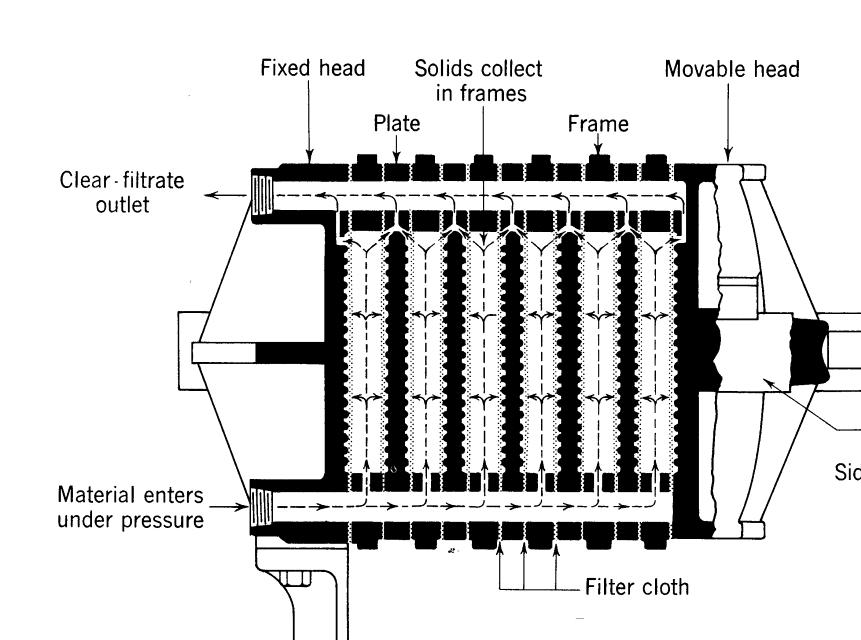 Fixed head
Solids collect
in frames
Movable head
Plate
Frame
Clear-filtrate
outlet
Material enters
under pressure
Filter cloth